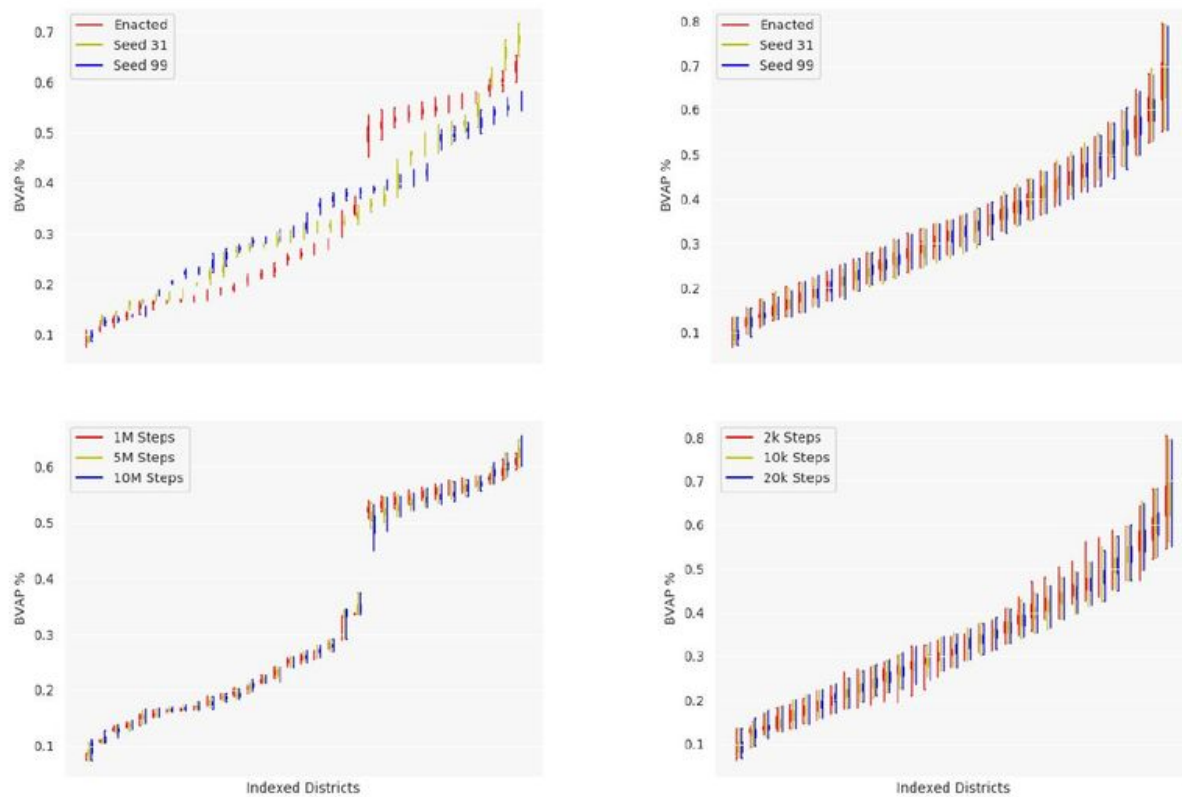 Enacted
Seed 31
Seed 99
0.7
0.6
0.5
0.4
0.3
0.2
0.1
BVAP %
Enacted
Seed 31
Seed 99
0.8
0.7
0.6
0.5
0.4
0.3
0.2
0.1
BVAP %
1M Steps
5M Steps
10M Steps
0.6
0.5
0.4
0.3
0.2
0.1
BVAP %
Indexed Districts
2k Steps
10k Steps
20k Steps
0.8
0.7
0.6
0.5
0.4
0.3
0.2
0.1
BVAP %
Indexed Districts